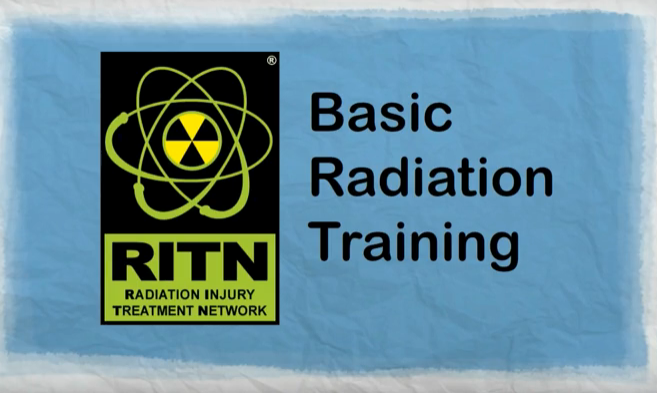 ®
Basic
Radiation
Training
RITN
RADIATION INJURY
TREATMENT NETWORK